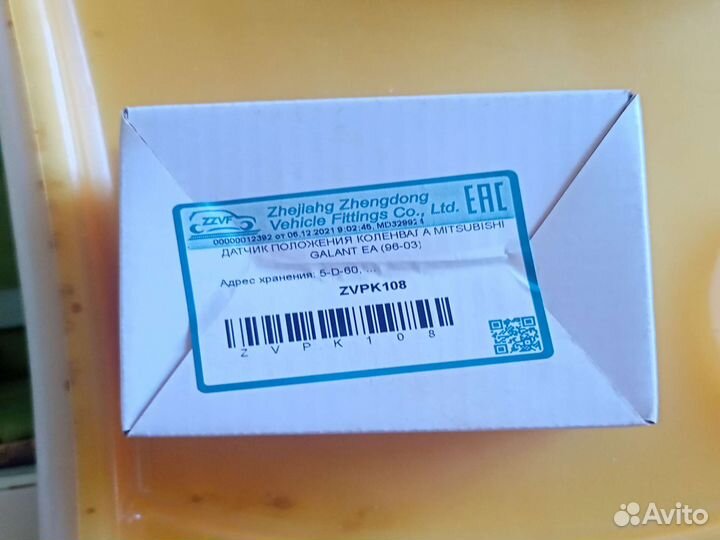 ZZVF
Zhejiahg Zhengdong
Vehicle Fittings Co., Ltd.
EAC
00000012392 от 06.12.2021 9:02:46, MD329924
ДАТЧИК ПОЛОЖЕНИЯ КОЛЕНВАЛА MITSUBISHI
GALANT EA (96-03)
Адрес хранения: 5-D-60, ...
ZVPK108
ZVPK108
Avito